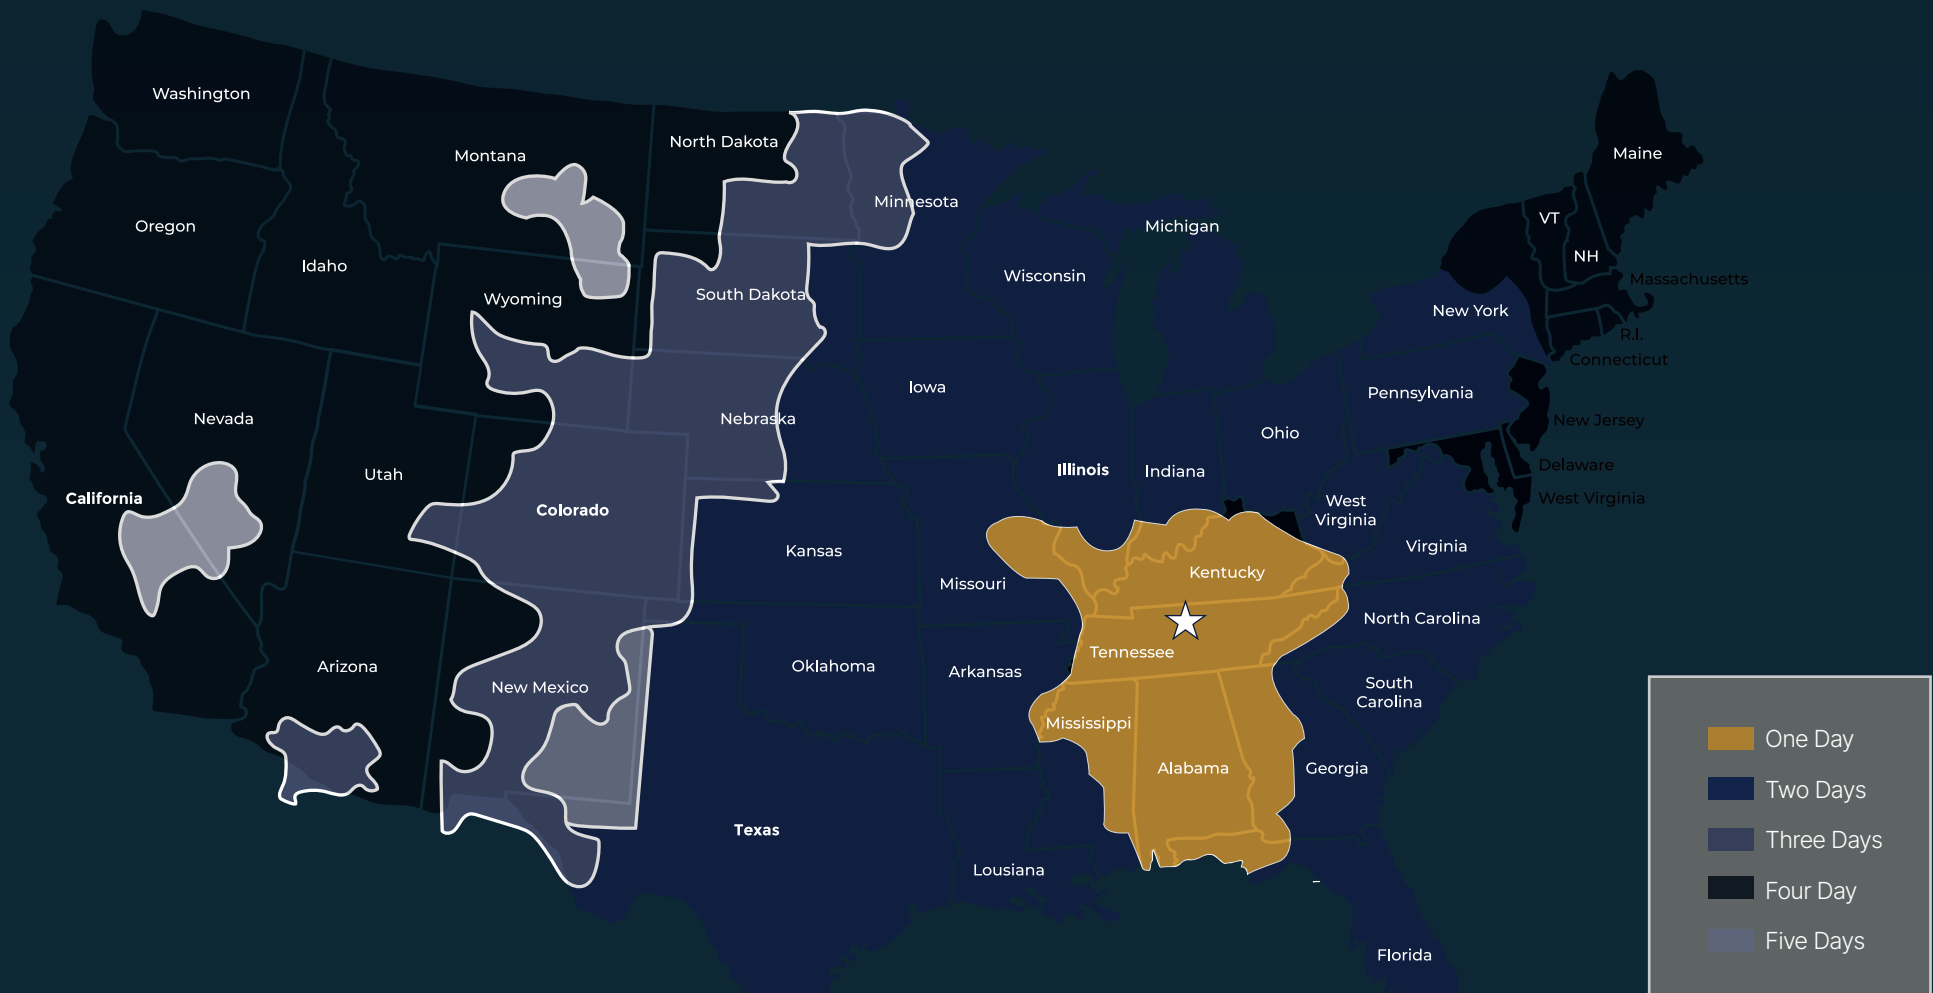 Washington
Montana
North Dakota
Minnesota
Michigan
Maine
VT
NH
Oregon
Idaho
Wyoming
South Dakota
Wisconsin
New York
Massachusetts
R.I.
Connecticut
Nevada
Nebraska
Iowa
Pennsylvania
New Jersey
Ohio
California
Utah
Colorado
Illinois
Indiana
West
Virginia
Delaware
West Virginia
Kansas
Missouri
Kentucky
Virginia
North Carolina
Arizona
New Mexico
Oklahoma
Arkansas
Tennessee
South
Carolina
Mississippi
Alabama
Georgia
Texas
Lousiana
Florida
One Day
Two Days
Three Days
Four Day
Five Days